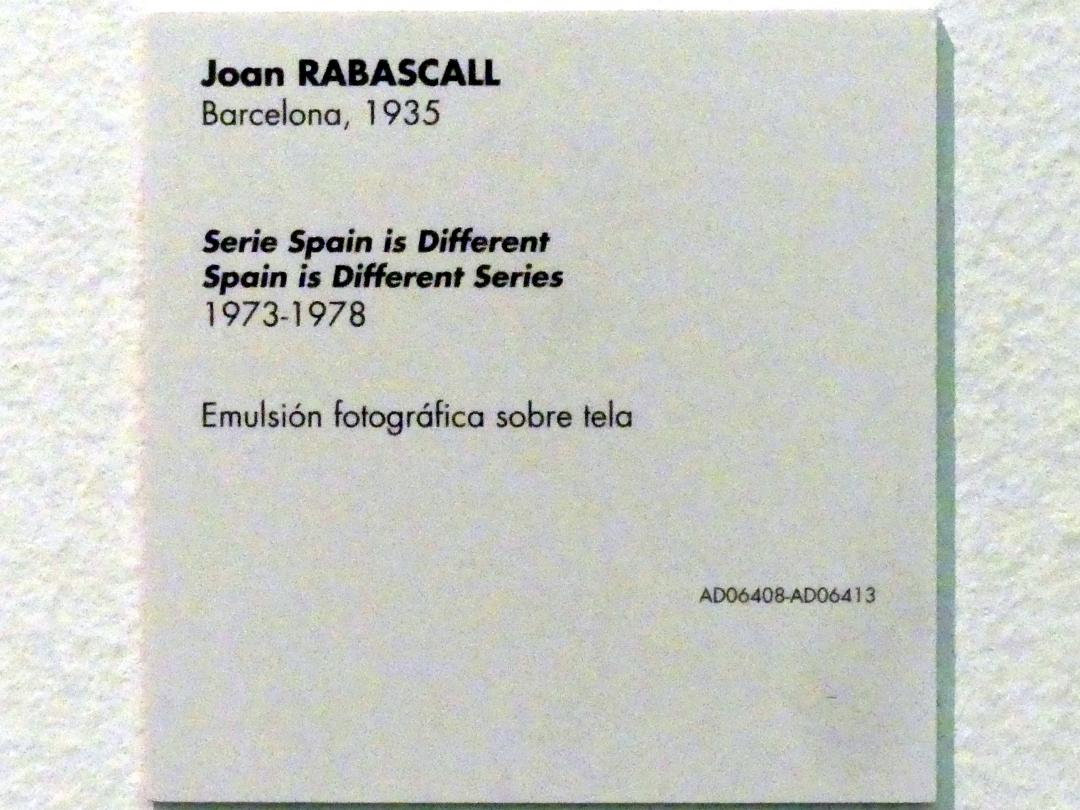 Joan RABASCALL
Barcelona, 1935
Serie Spain is Different
Spain is Different Series
1973-1978
Emulsión fotográfica sobre tela
AD06408-AD06413